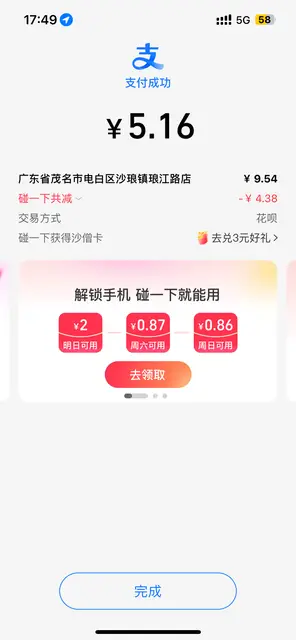 17:49
5G
58
支
支付成功
¥5.16
广东省茂名市电白区沙琅镇琅江路店 ¥ 9.54
碰一下共减 - ¥ 4.38
交易方式 花呗
碰一下获得沙僧卡 去兑3元好礼
解锁手机 碰一下就能用
¥2 ¥0.87 ¥0.86
明日可用 周六可用 周日可用
去领取
完成